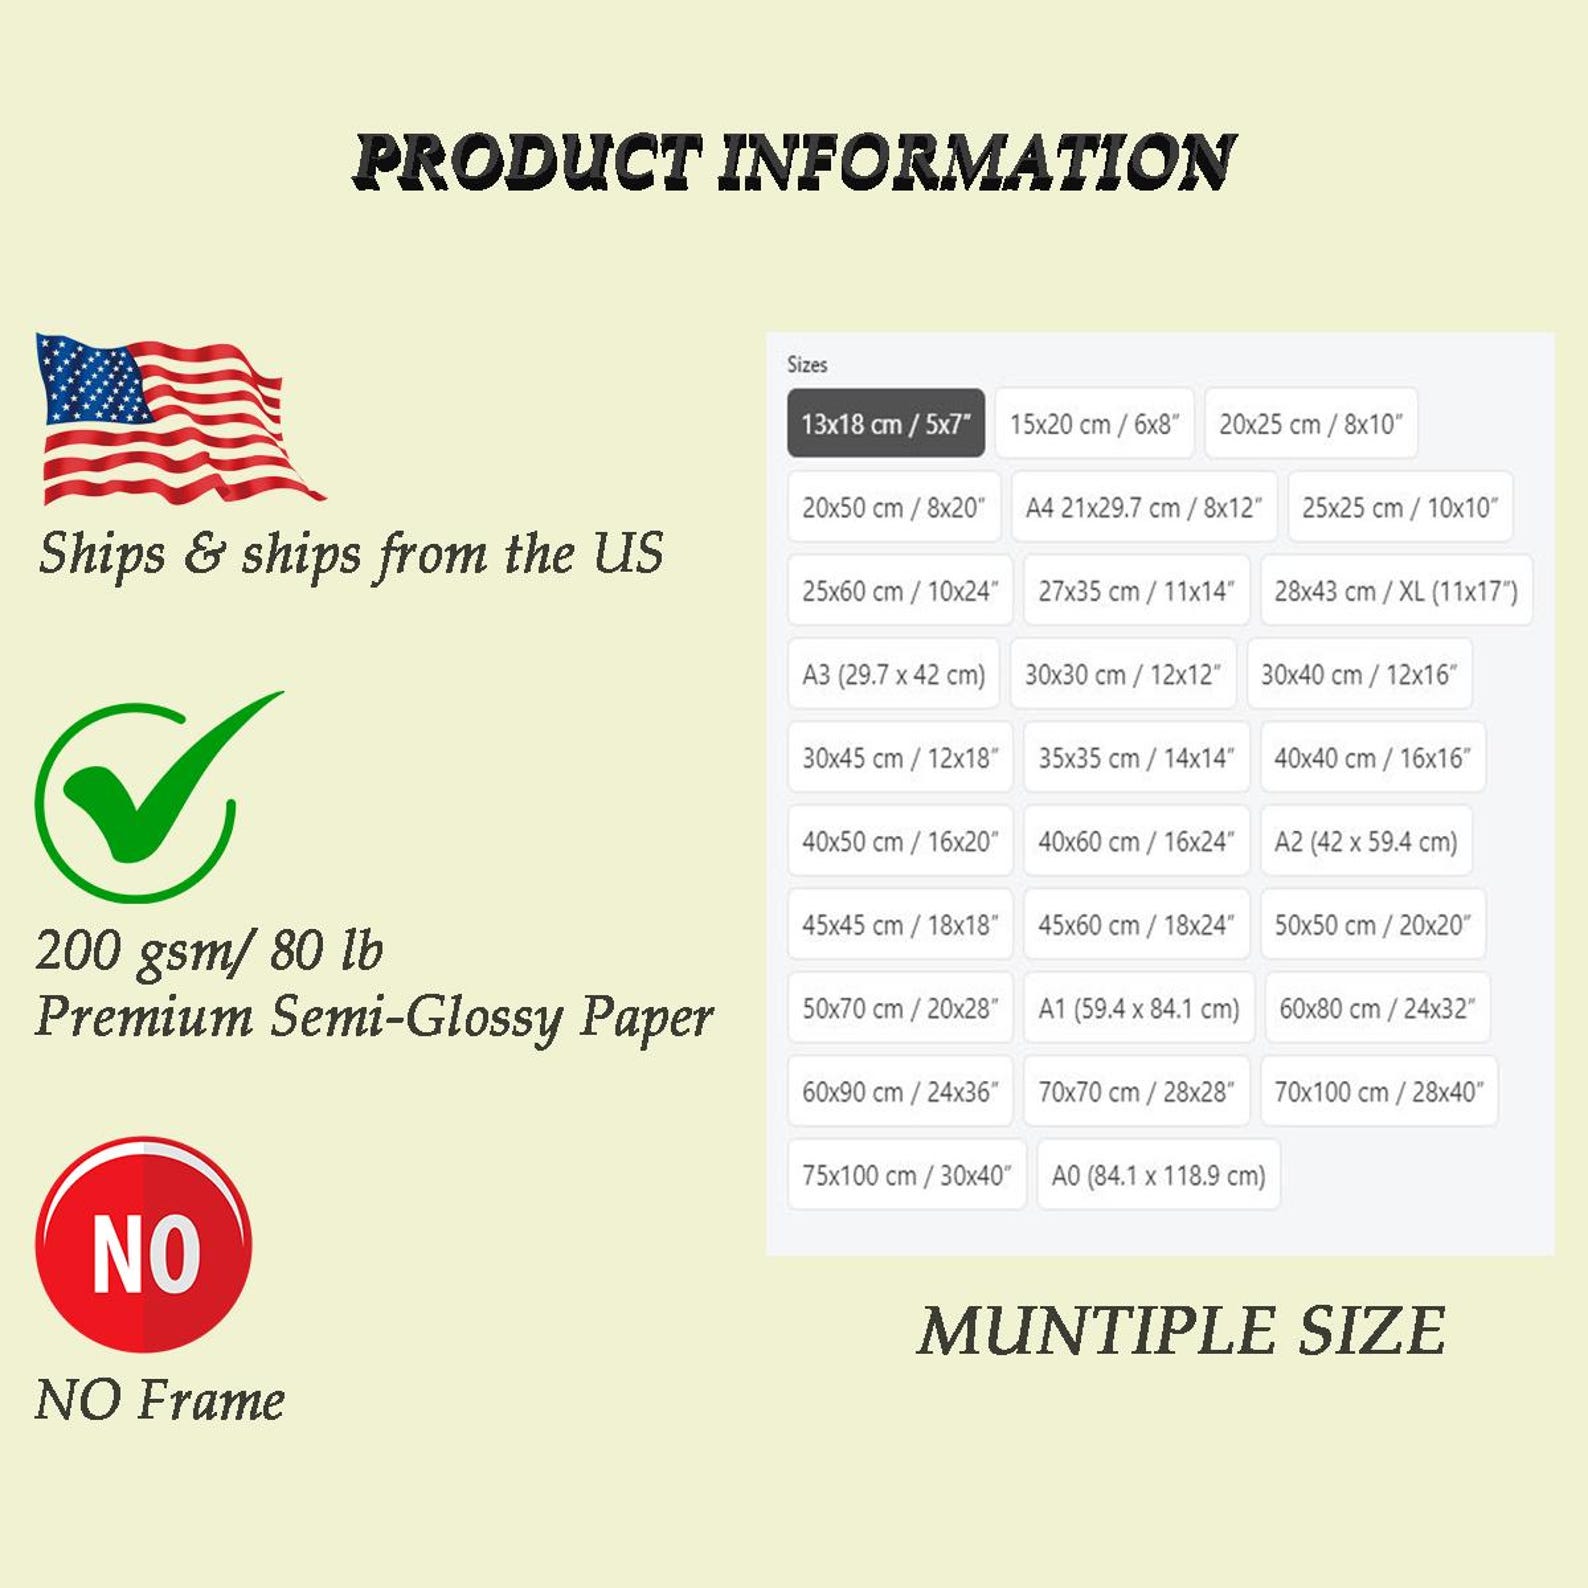 PRODUCT INFORMATION
Ships & ships from the US
200 gsm/ 80 lb
Premium Semi-Glossy Paper
NO
NO Frame
Sizes
13x18 cm / 5x7″ 15x20 cm / 6x8″ 20x25 cm / 8x10″
20x50 cm / 8x20″ A4 21x29.7 cm / 8x12″ 25x25 cm / 10x10″
25x60 cm / 10x24″ 27x35 cm / 11x14″ 28x43 cm / XL (11x17″)
A3 (29.7 x 42 cm) 30x30 cm / 12x12″ 30x40 cm / 12x16″
30x45 cm / 12x18″ 35x35 cm / 14x14″ 40x40 cm / 16x16″
40x50 cm / 16x20″ 40x60 cm / 16x24″ A2 (42 x 59.4 cm)
45x45 cm / 18x18″ 45x60 cm / 18x24″ 50x50 cm / 20x20″
50x70 cm / 20x28″ A1 (59.4 x 84.1 cm) 60x80 cm / 24x32″
60x90 cm / 24x36″ 70x70 cm / 28x28″ 70x100 cm / 28x40″
75x100 cm / 30x40″ A0 (84.1 x 118.9 cm)
MUNTIPLE SIZE